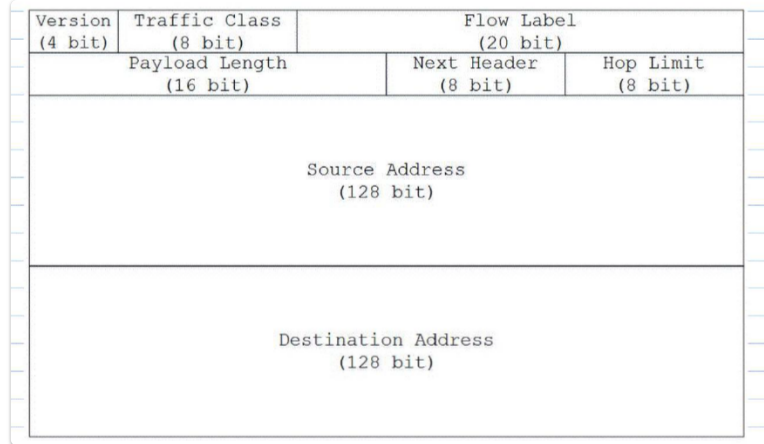 Version Traffic Class Flow Label
(4 bit) (8 bit) (20 bit)
Payload Length Next Header Hop Limit
(16 bit) (8 bit) (8 bit)
Source Address
(128 bit)
Destination Address
(128 bit)